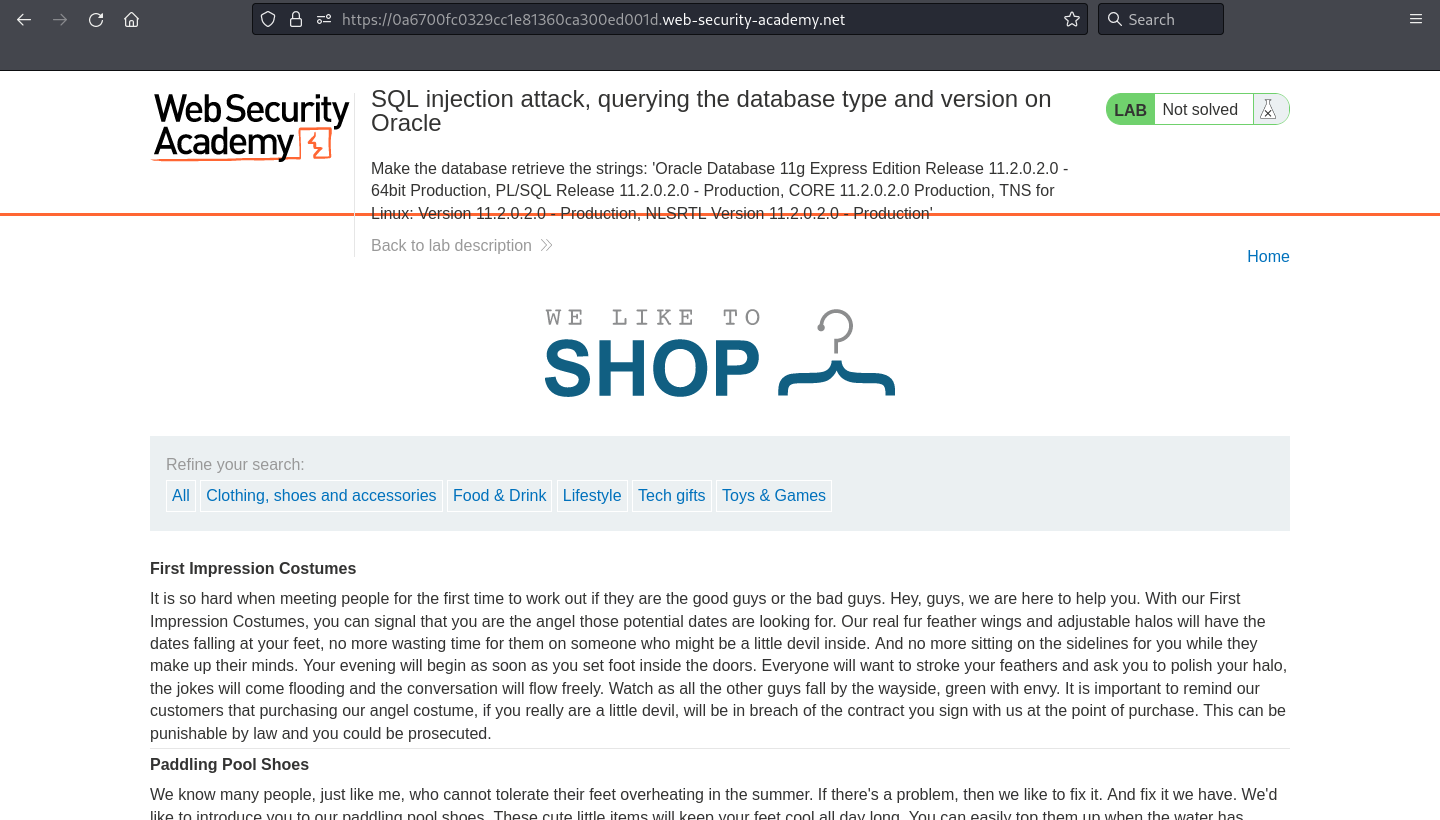 https://0a6700fc0329cc1e81360ca300ed001d.web-security-academy.net
Search
WebSecurity
Academy
SQL injection attack, querying the database type and version on
Oracle
LAB Not solved
Make the database retrieve the strings: 'Oracle Database 11g Express Edition Release 11.2.0.2.0 -
64bit Production, PL/SQL Release 11.2.0.2.0 - Production, CORE 11.2.0.2.0 Production, TNS for
Linux: Version 11.2.0.2.0 - Production, NLSRTL Version 11.2.0.2.0 - Production'
Back to lab description
Home
WE LIKE TO
SHOP
Refine your search:
All Clothing, shoes and accessories Food & Drink Lifestyle Tech gifts Toys & Games
First Impression Costumes
It is so hard when meeting people for the first time to work out if they are the good guys or the bad guys. Hey, guys, we are here to help you. With our First
Impression Costumes, you can signal that you are the angel those potential dates are looking for. Our real fur feather wings and adjustable halos will have the
dates falling at your feet, no more wasting time for them on someone who might be a little devil inside. And no more sitting on the sidelines for you while they
make up their minds. Your evening will begin as soon as you set foot inside the doors. Everyone will want to stroke your feathers and ask you to polish your halo,
the jokes will come flooding and the conversation will flow freely. Watch as all the other guys fall by the wayside, green with envy. It is important to remind our
customers that purchasing our angel costume, if you really are a little devil, will be in breach of the contract you sign with us at the point of purchase. This can be
punishable by law and you could be prosecuted.
Paddling Pool Shoes
We know many people, just like me, who cannot tolerate their feet overheating in the summer. If there's a problem, then we like to fix it. And fix it we have. We'd
like to introduce you to our paddling pool shoes. These cute little items will keep your feet cool all day long. You can easily top them up when the water has